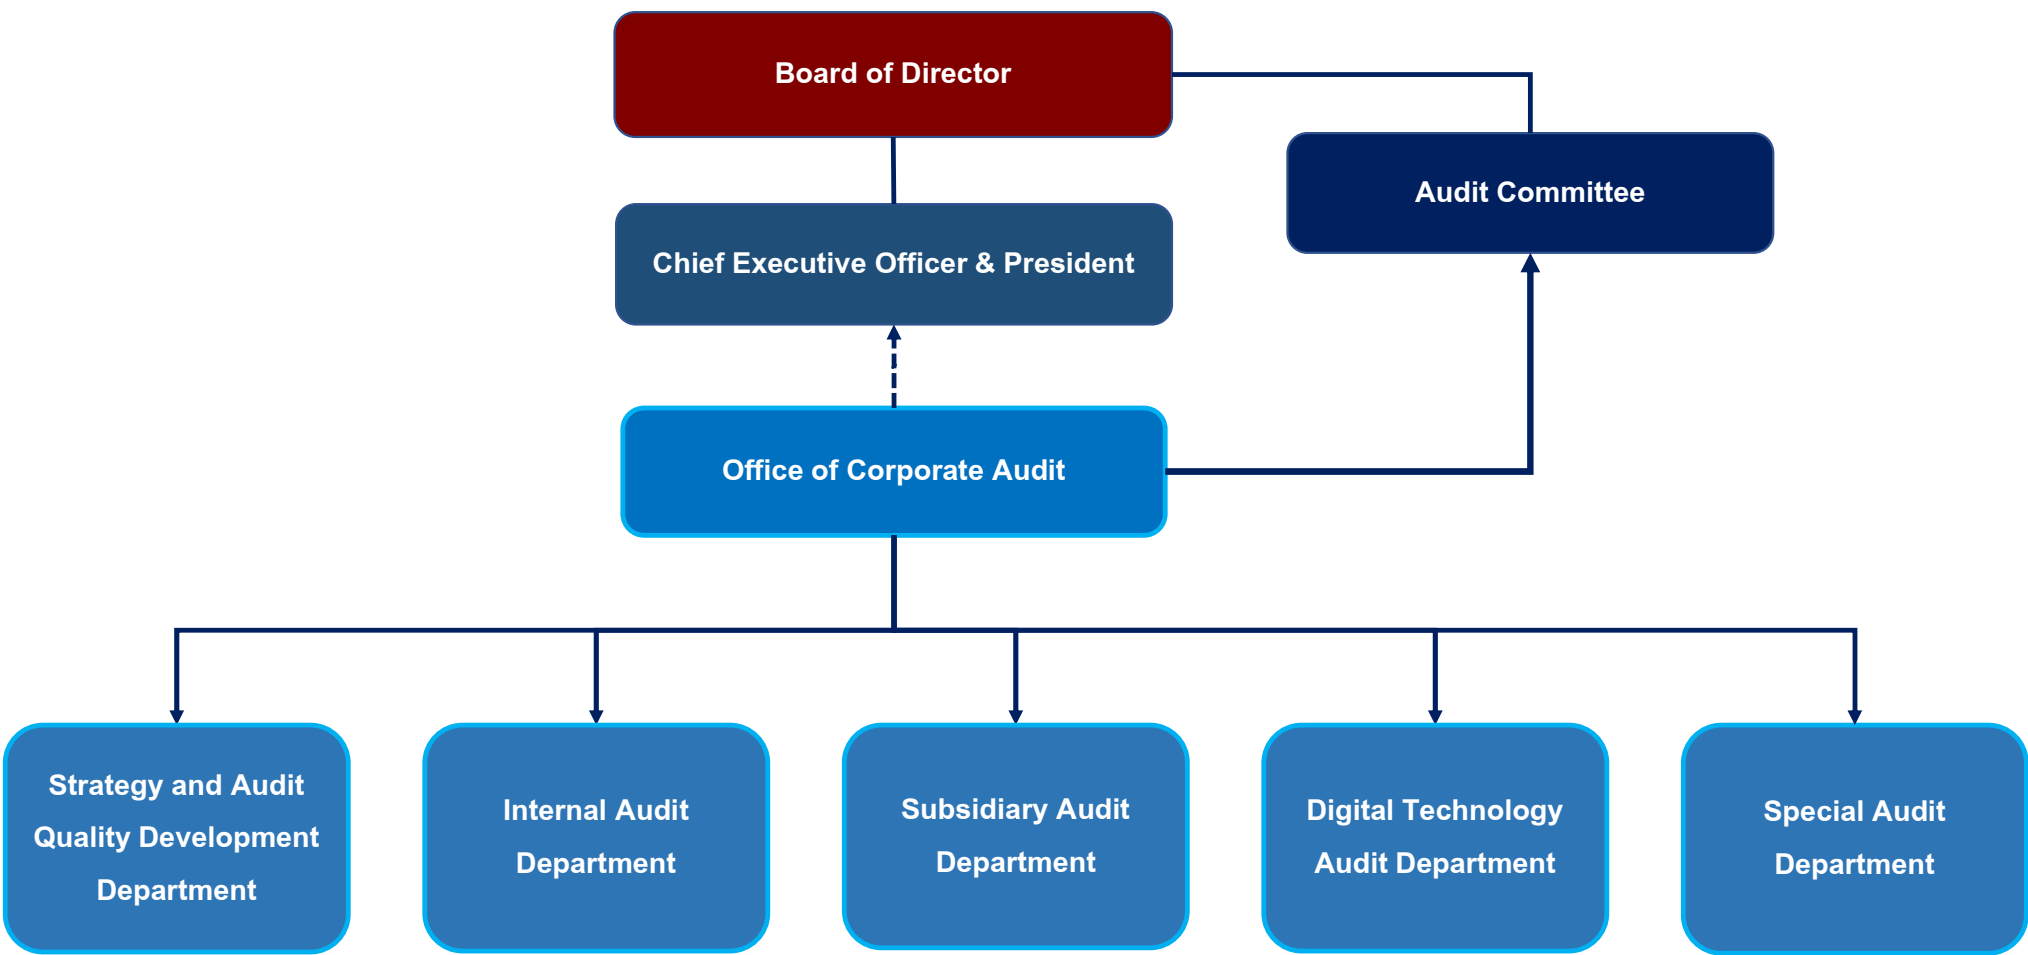 Board of Director
Audit Committee
Chief Executive Officer & President
Office of Corporate Audit
Strategy and Audit
Quality Development
Department
Internal Audit
Department
Subsidiary Audit
Department
Digital Technology
Audit Department
Special Audit
Department